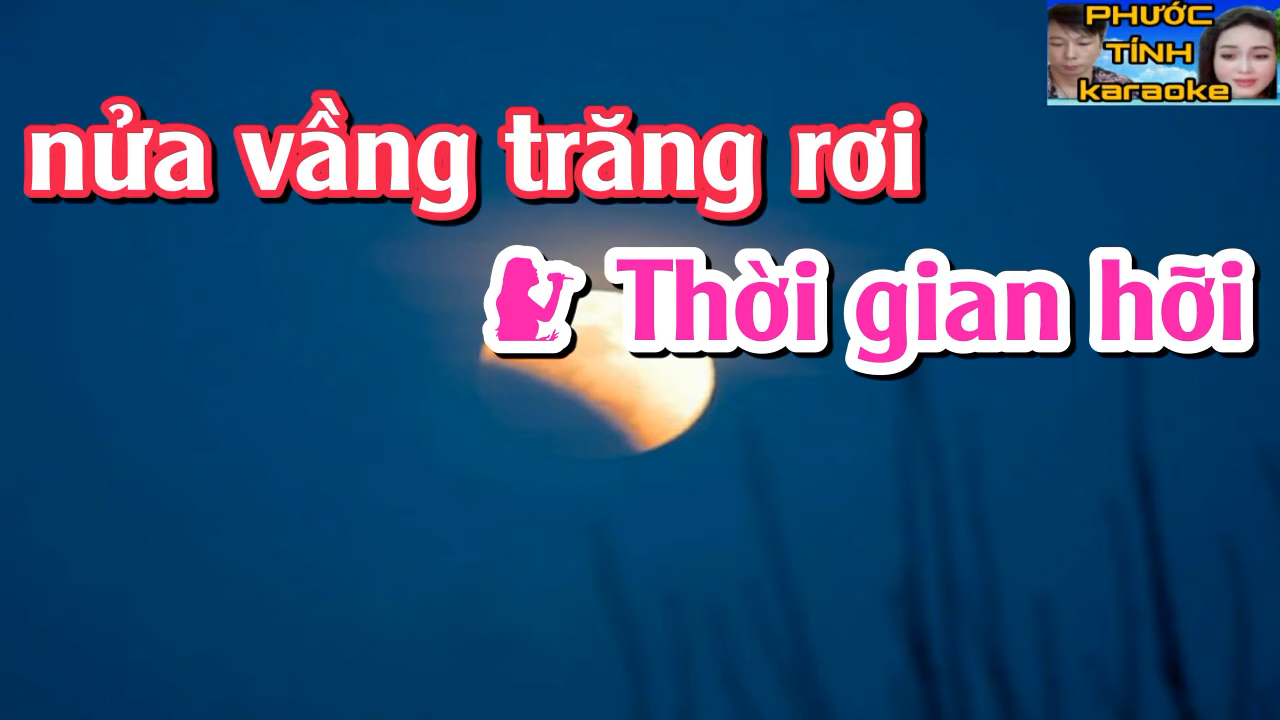 PHƯỚC
TÍNH
karaoke
nửa vầng trăng rơi
Thời gian hỡi